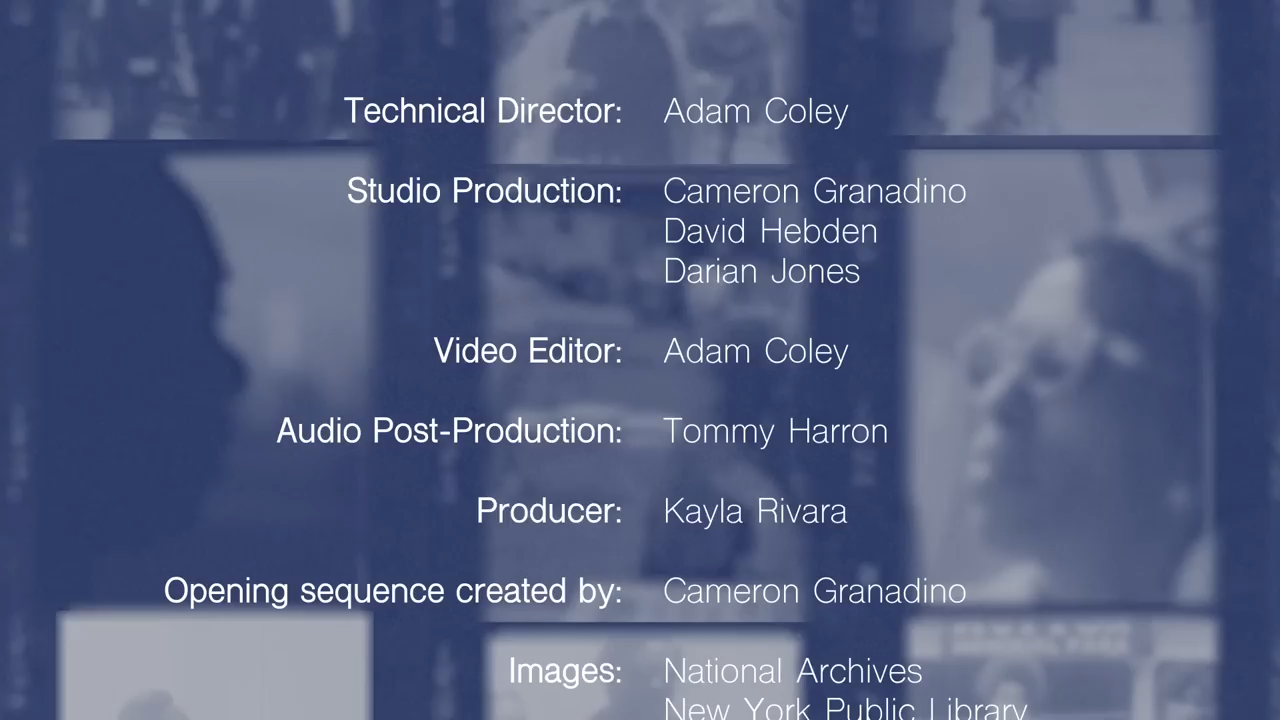 Technical Director: Adam Coley
Studio Production: Cameron Granadino
David Hebden
Darian Jones
Video Editor: Adam Coley
Audio Post-Production: Tommy Harron
Producer: Kayla Rivara
Opening sequence created by: Cameron Granadino
Images: National Archives
New York Public Library